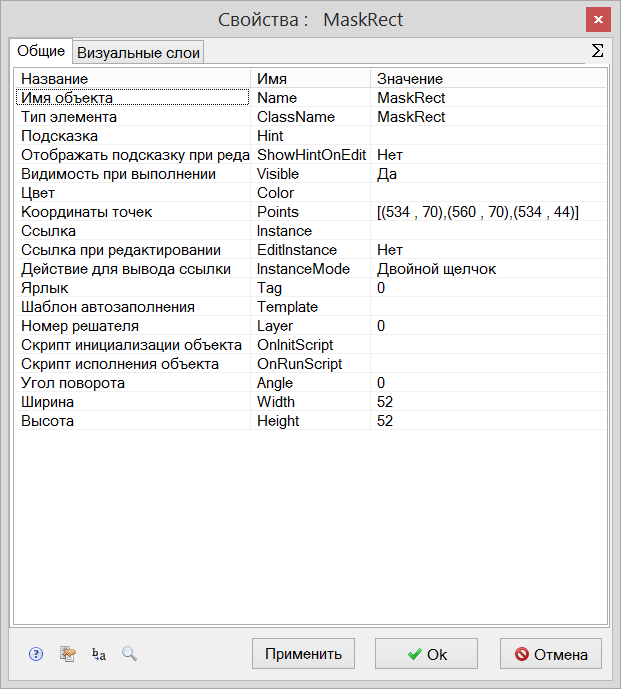 Свойства : MaskRect
Общие Визуальные слои Σ
Название Имя Значение
Имя объекта Name MaskRect
Тип элемента ClassName MaskRect
Подсказка Hint
Отображать подсказку при реда ShowHintOnEdit Нет
Видимость при выполнении Visible Да
Цвет Color
Координаты точек Points [(534 , 70),(560 , 70),(534 , 44)]
Ссылка Instance
Ссылка при редактировании EditInstance Нет
Действие для вывода ссылки InstanceMode Двойной щелчок
Ярлык Tag 0
Шаблон автозаполнения Template
Номер решателя Layer 0
Скрипт инициализации объекта OnInitScript
Скрипт исполнения объекта OnRunScript
Угол поворота Angle 0
Ширина Width 52
Высота Height 52
? ba Применить Ok Отмена